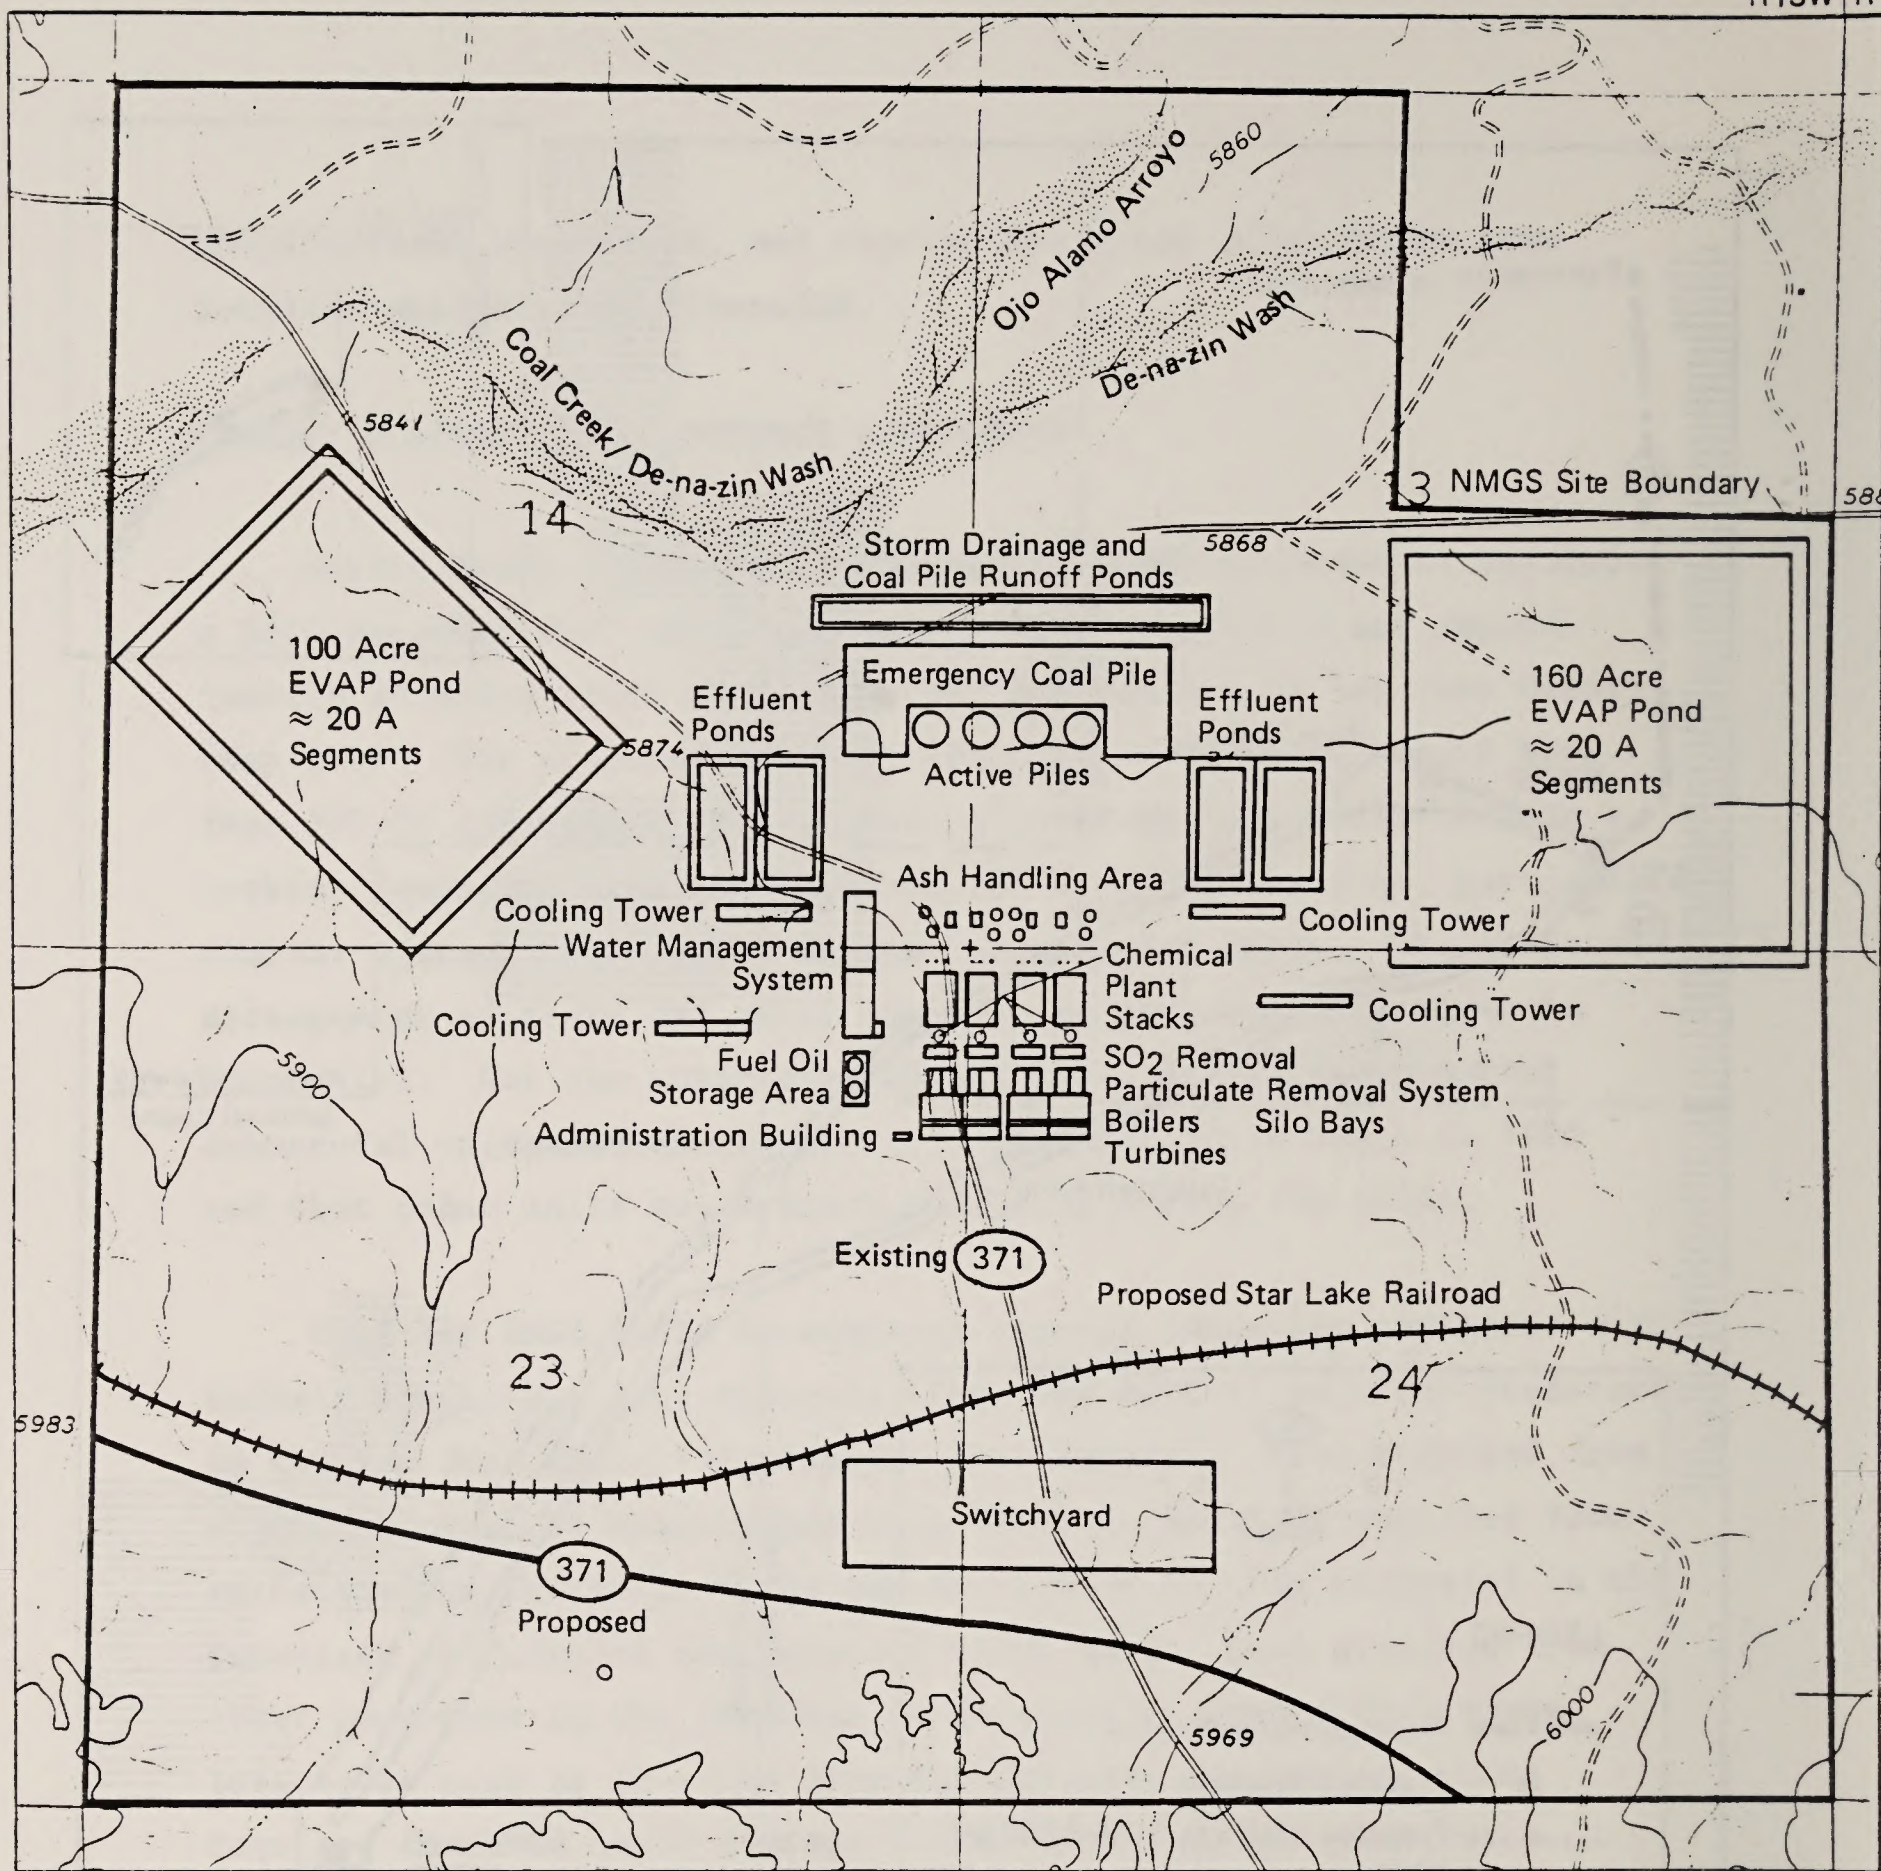 5860
Ojo Alamo Arroyo
De-na-zin Wash
Coal Creek/ De-na-zin Wash
5841
14
13
NMGS Site Boundary
5868
Storm Drainage and
Coal Pile Runoff Ponds
100 Acre
EVAP Pond
≈ 20 A
Segments
5874
Effluent
Ponds
Emergency Coal Pile
Active Piles
Effluent
Ponds
160 Acre
EVAP Pond
≈ 20 A
Segments
Ash Handling Area
Cooling Tower
Cooling Tower
Water Management
System
Chemical
Plant
Stacks
Cooling Tower
Cooling Tower
5900
Fuel Oil
Storage Area
SO2 Removal
Particulate Removal System
Administration Building
Boilers
Silo Bays
Turbines
Existing
371
Proposed Star Lake Railroad
23
24
5983
Switchyard
371
Proposed
5969
6000